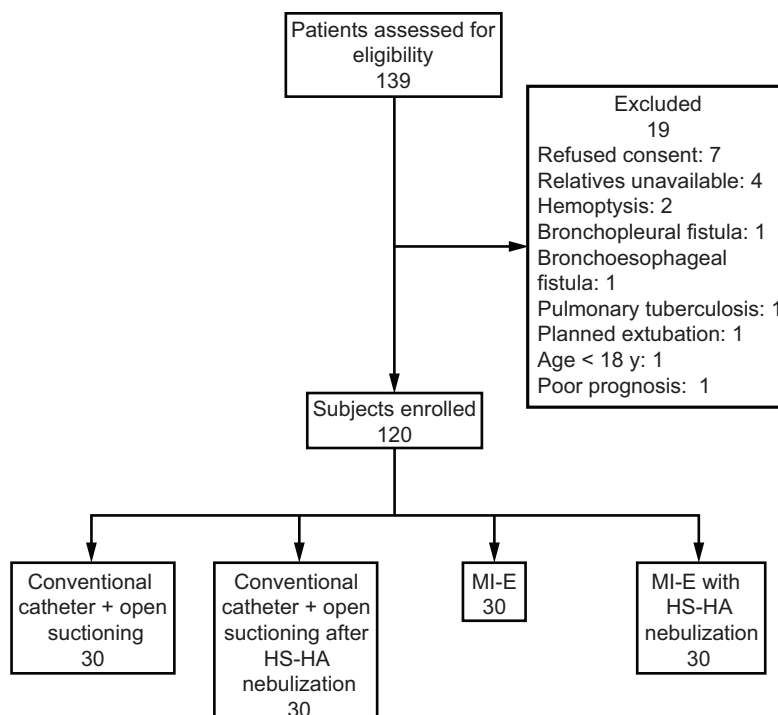 Patients assessed for
eligibility
139
Excluded
19
Refused consent: 7
Relatives unavailable: 4
Hemoptysis: 2
Bronchopleural fistula: 1
Bronchoesophageal
fistula: 1
Pulmonary tuberculosis: 1
Planned extubation: 1
Age < 18 y: 1
Poor prognosis: 1
Subjects enrolled
120
Conventional
catheter + open
suctioning
30
Conventional
catheter + open
suctioning after
HS-HA
nebulization
30
MI-E
30
MI-E with
HS-HA
nebulization
30